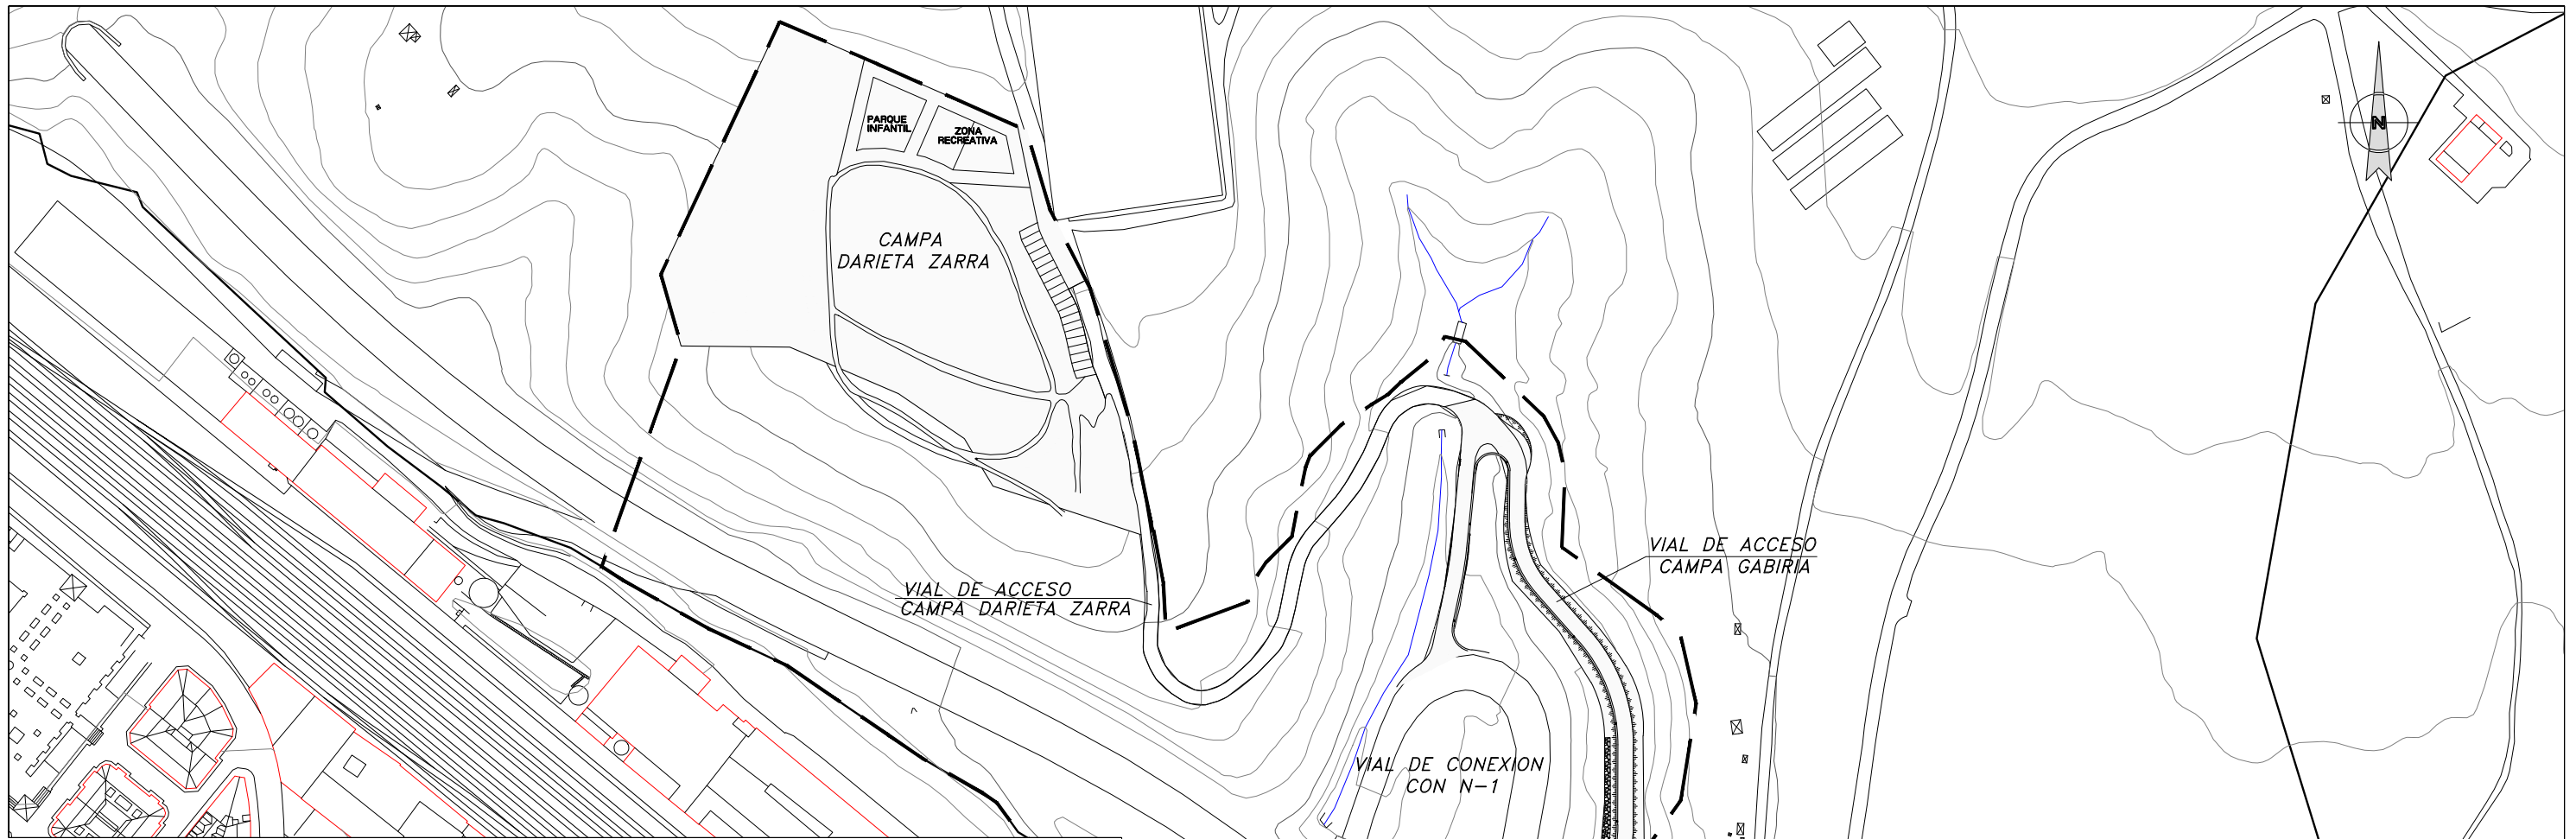 PARQUE
INFANTIL
ZONA
RECREATIVA
N
CAMPA
DARIETA ZARRA
VIAL DE ACCESO
CAMPA GABIRIA
VIAL DE ACCESO
CAMPA DARIETA ZARRA
VIAL DE CONEXION
CON N-1